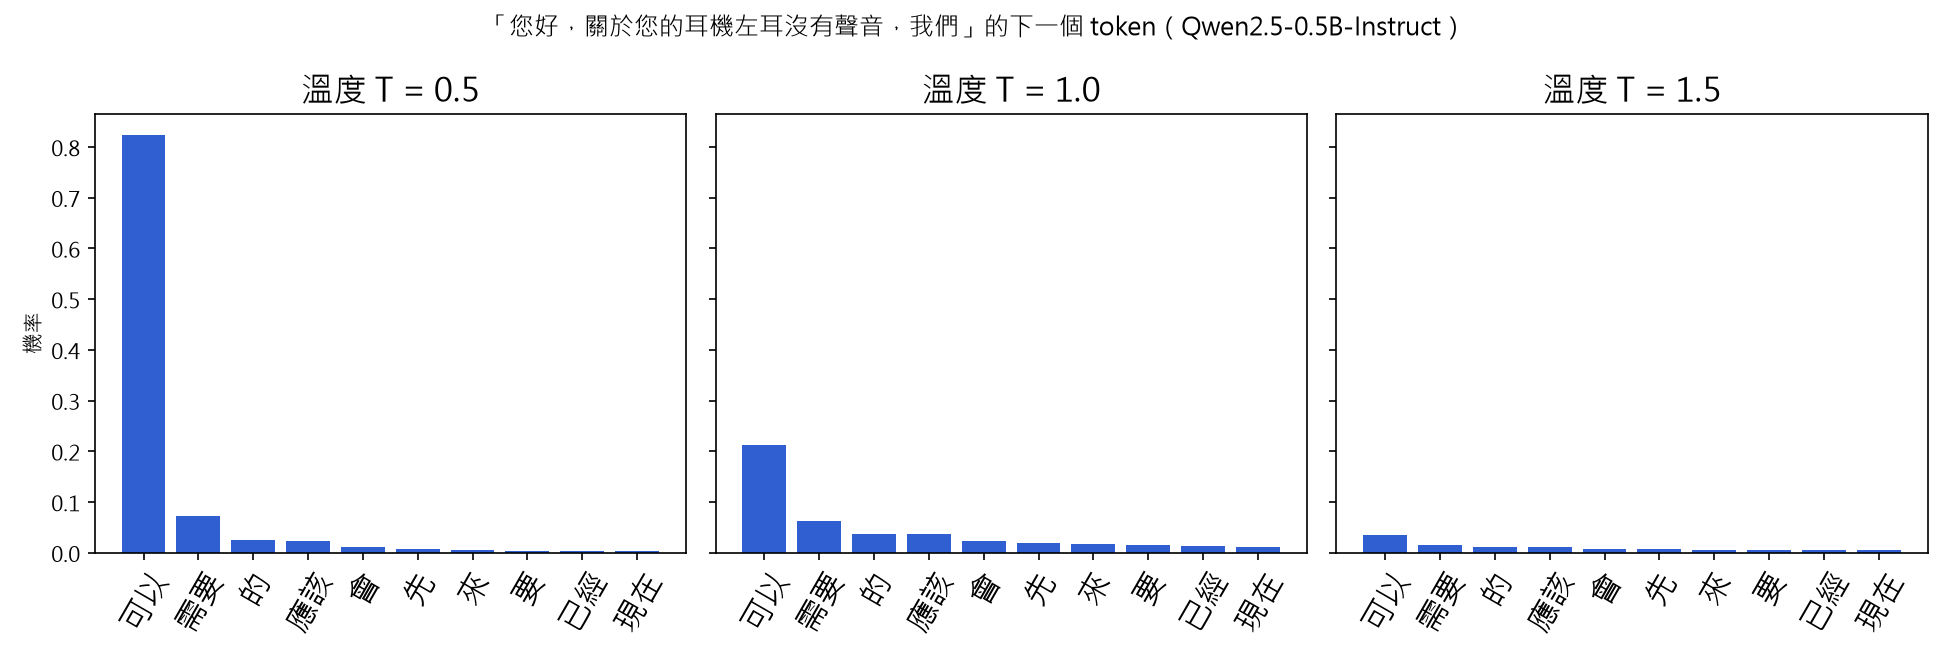 「您好，關於您的耳機左耳沒有聲音，我們」的下一個 token（Qwen2.5-0.5B-Instruct）
溫度 T = 0.5
溫度 T = 1.0
溫度 T = 1.5
機率
0.8
0.7
0.6
0.5
0.4
0.3
0.2
0.1
0.0
可以 需要 的 應該 會 先 來 要 已經 現在
可以 需要 的 應該 會 先 來 要 已經 現在
可以 需要 的 應該 會 先 來 要 已經 現在